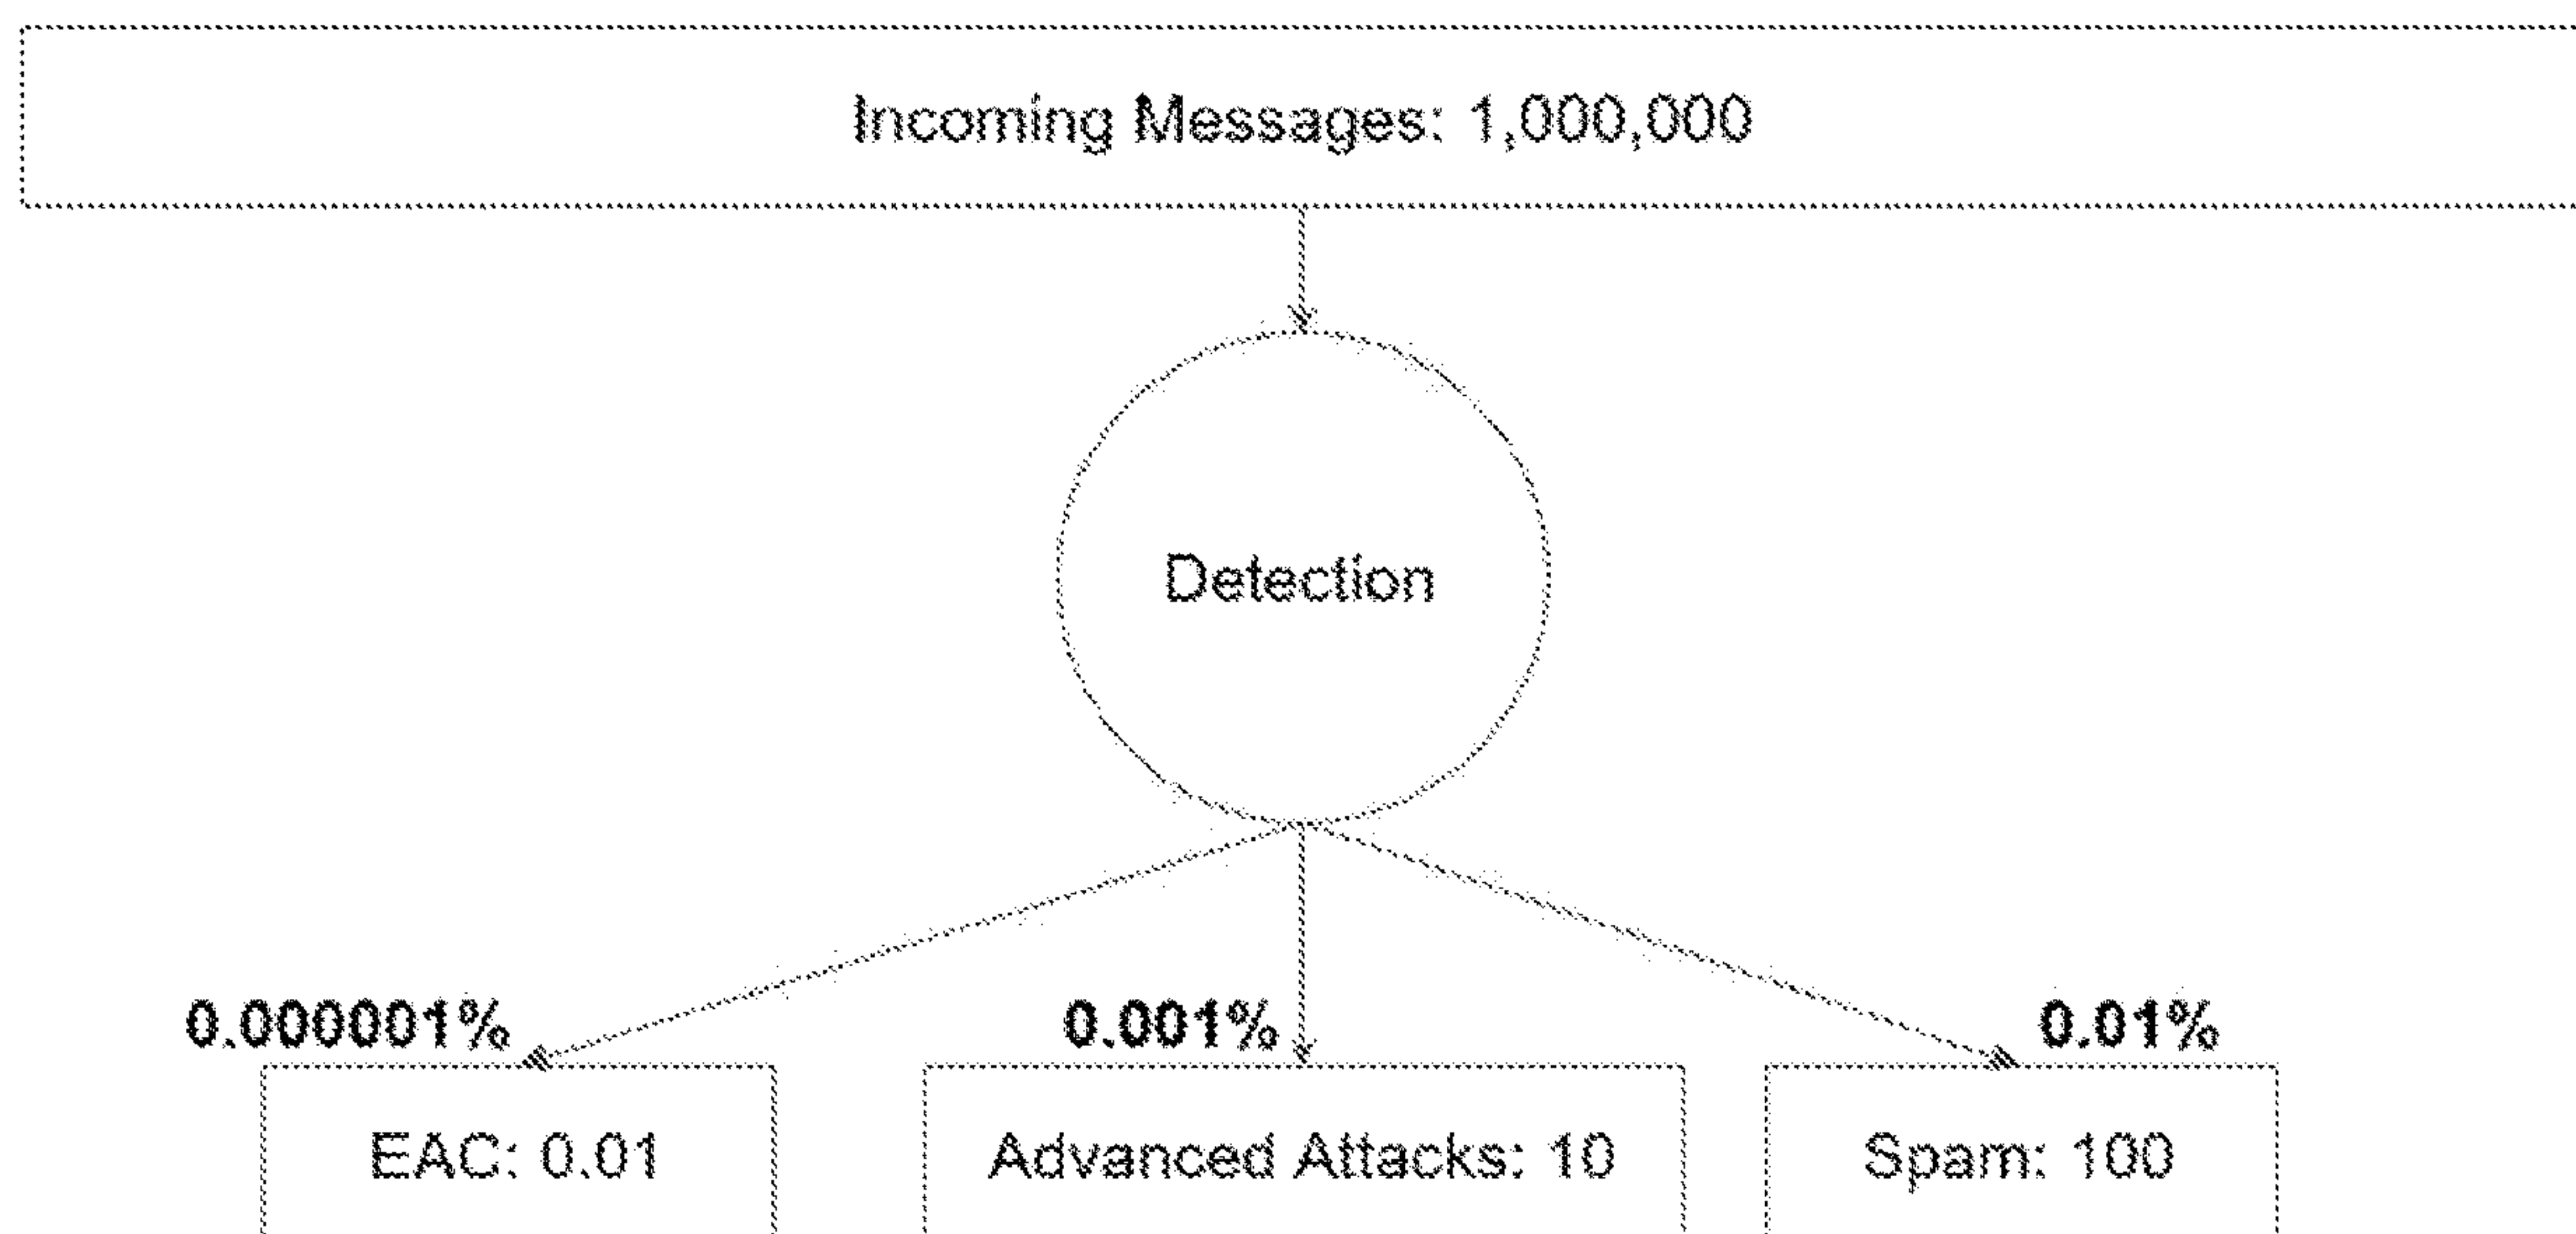 Incoming Messages: 1,000,000
Detection
0.000001%
0.001%
0.01%
EAC: 0.01
Advanced Attacks: 10
Spam: 100